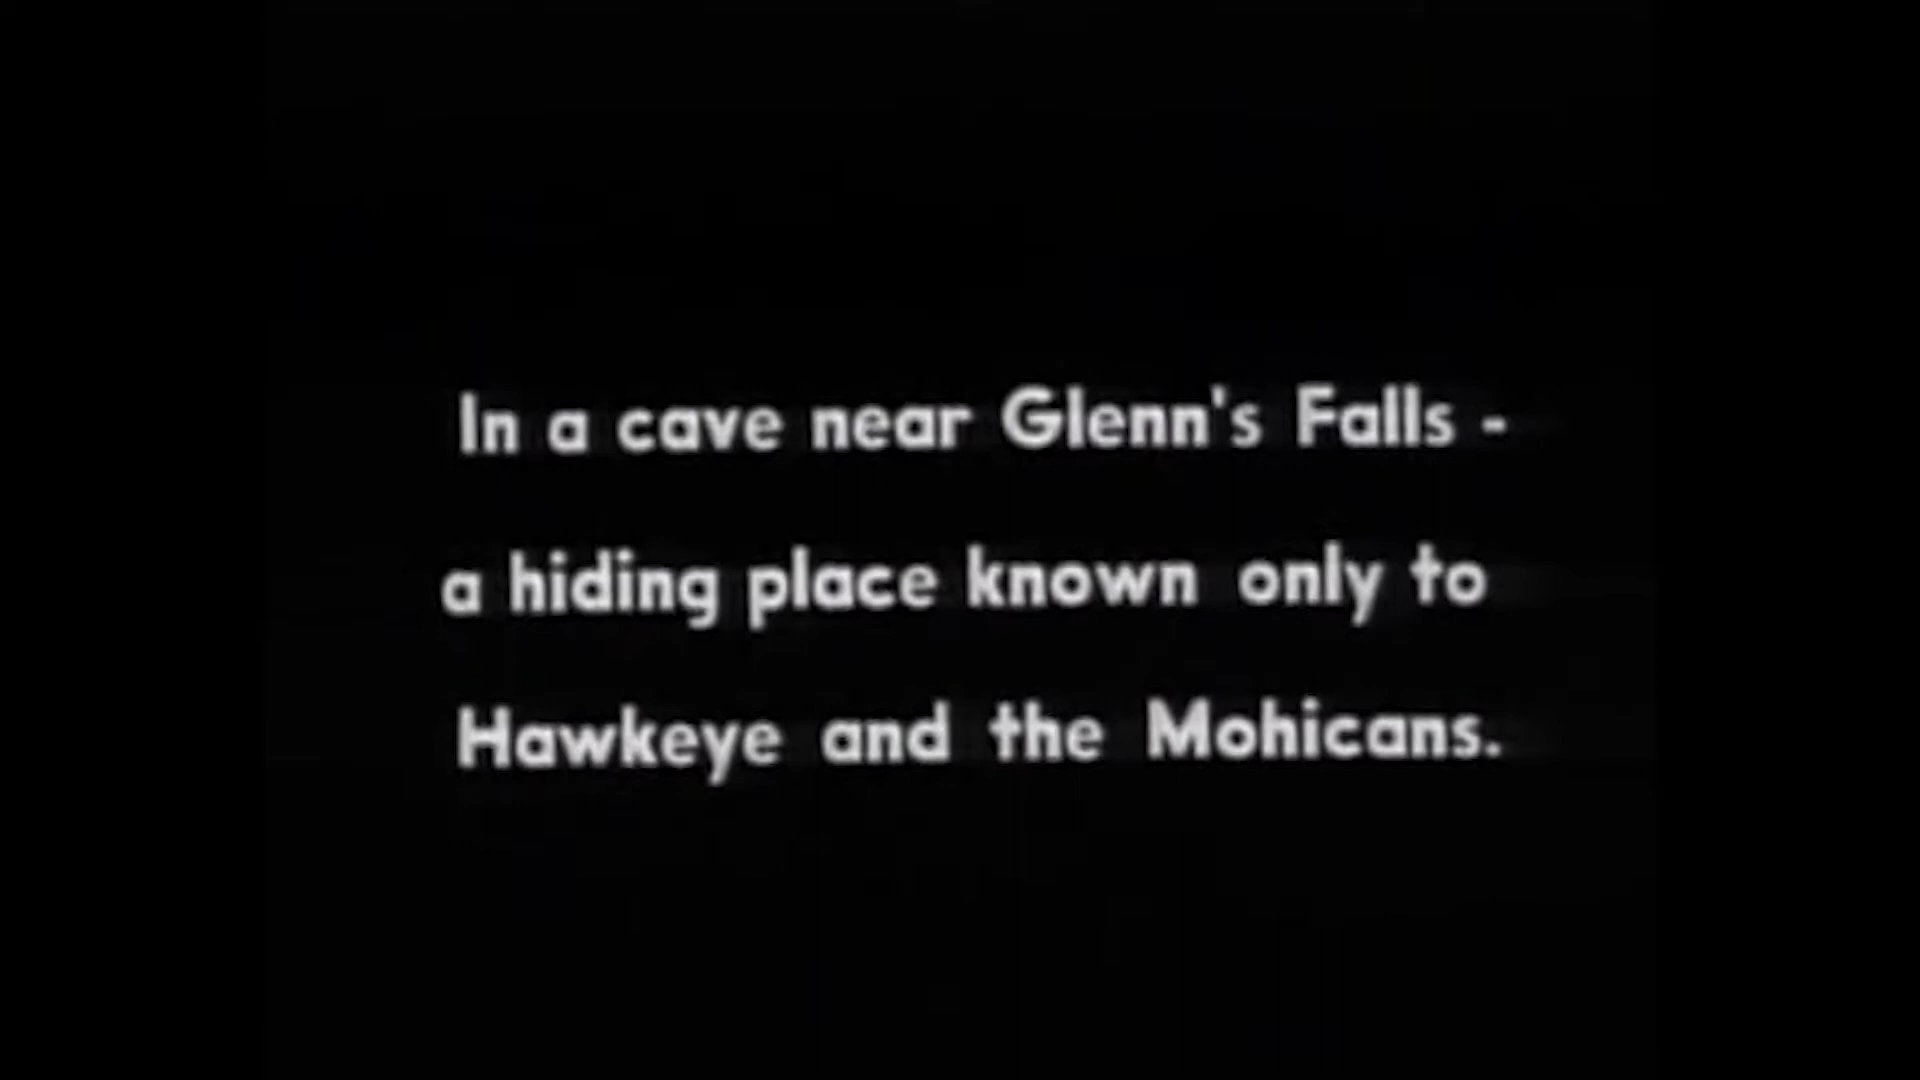 In a cave near Glenn's Falls -
a hiding place known only to
Hawkeye and the Mohicans.